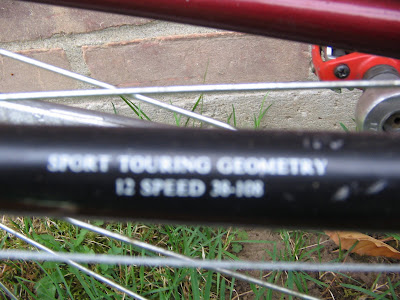 SPORT TOURING GEOMETRY
12 SPEED 38-108